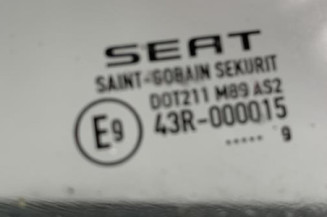 SEAT
SAINT-GOBAIN SEKURIT
DOT211 M89 AS2
E9 43R-000015
..... 9